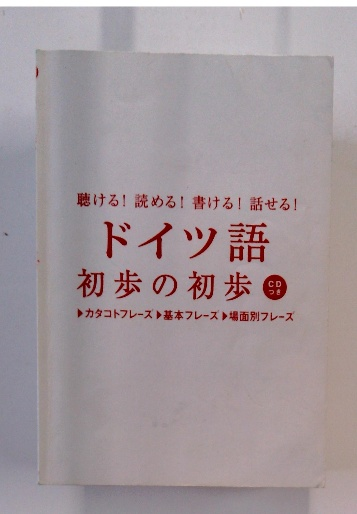 聴ける! 読める! 書ける! 話せる!
ドイツ語
初歩の初歩 CDつき
▶カタコトフレーズ▶基本フレーズ▶場面別フレーズ